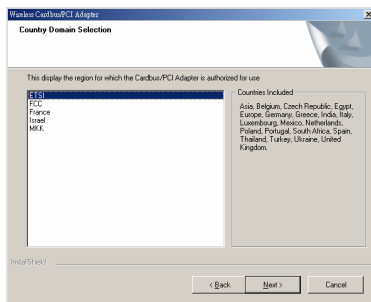 Wireless Cardbus/PCI Adapter
Country Domain Selection
This display the region for which the Cardbus/PCI Adapter is authorized for use
ETSI
FCC
France
Israel
MKK
Countries Included
Asia, Belgium, Czech Republic, Egypt,
Europe, Germany, Greece, India, Italy,
Luxembourg, Mexico, Netherlands,
Poland, Portugal, South Africa, Spain,
Thailand, Turkey, Ukraine, United
Kingdom.
InstallShield
< Back
Next >
Cancel